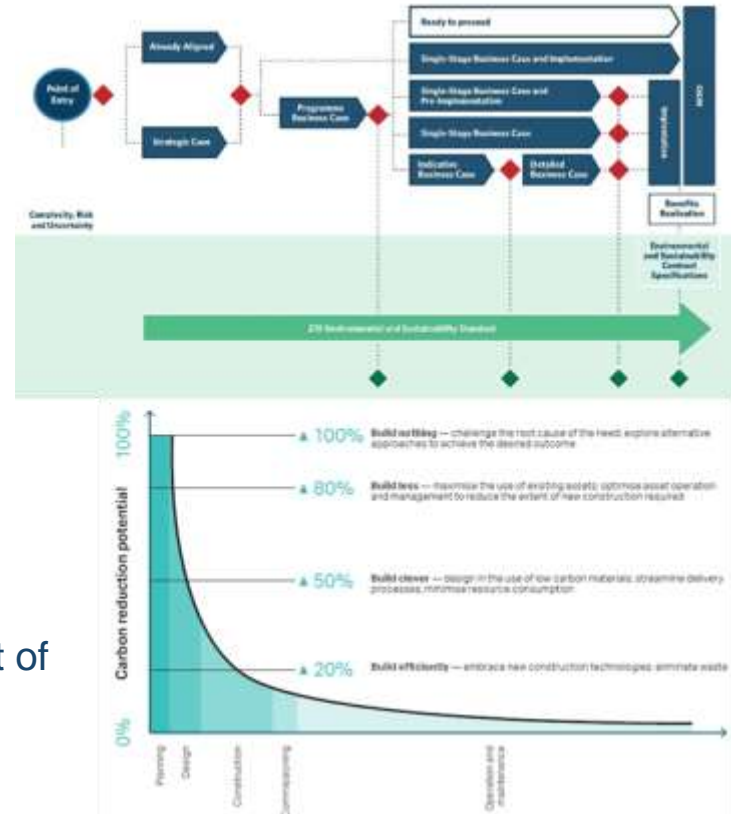 Ready to proceed
Already Aligned
Single-Stage Business Case and Implementation
Point of
Entry
Single-Stage Business Case and
Pre-Implementation
Programme
Business Case
Strategic Case
Single-Stage Business Case
Implementation
Indicative
Business Case
Detailed
Business Case
Benefits
Realisation
Complexity, Risk
and Uncertainty
Environmental
and Sustainability
Contract
Specifications
Environmental and Sustainability Standard
100%
Carbon reduction potential
0%
▲ 100% Build nothing — challenge the root cause of the need; explore alternative
approaches to achieve the desired outcome
▲ 80% Build less — maximise the use of existing assets; optimise asset operation
and management to reduce the extent of new construction required
▲ 50% Build clever — design in the use of low carbon materials; streamline delivery
processes; minimise resource consumption
t of
▲ 20% Build efficiently — embrace new construction technologies; eliminate waste
Planning
Design
Construction
Commissioning
Operation and
maintenance